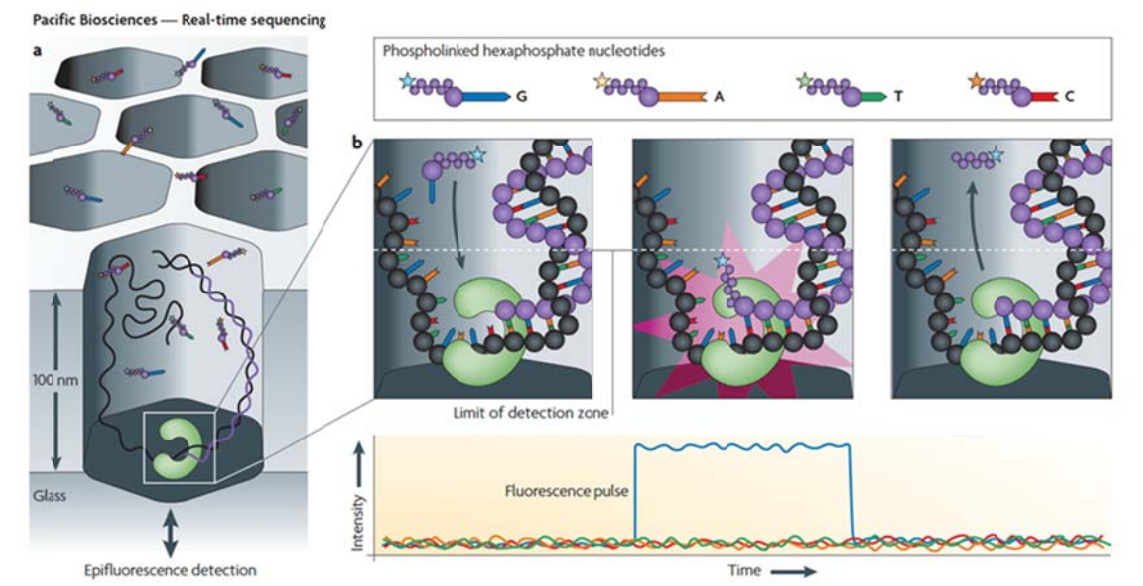 Pacific Biosciences — Real-time sequencing
a
Phospholinked hexaphosphate nucleotides
G
A
T
C
b
100 nm
Glass
Epifluorescence detection
Limit of detection zone
Fluorescence pulse
Intensity
Time